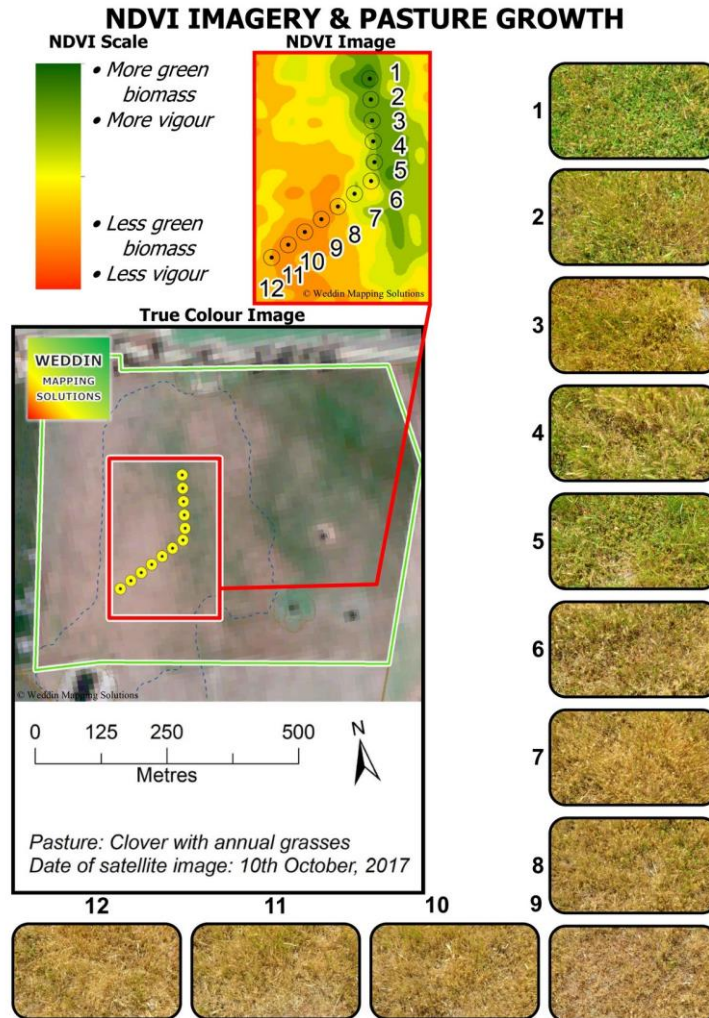 NDVI IMAGERY & PASTURE GROWTH
NDVI Scale
• More green
biomass
• More vigour
• Less green
biomass
• Less vigour
NDVI Image
1
2
3
4
5
6
7
8
9
10
11
12
© Weddin Mapping Solutions
True Colour Image
WEDDIN
MAPPING
SOLUTIONS
© Weddin Mapping Solutions
0 125 250 500
Metres
N
Pasture: Clover with annual grasses
Date of satellite image: 10th October, 2017
1
2
3
4
5
6
7
8
9
12 11 10